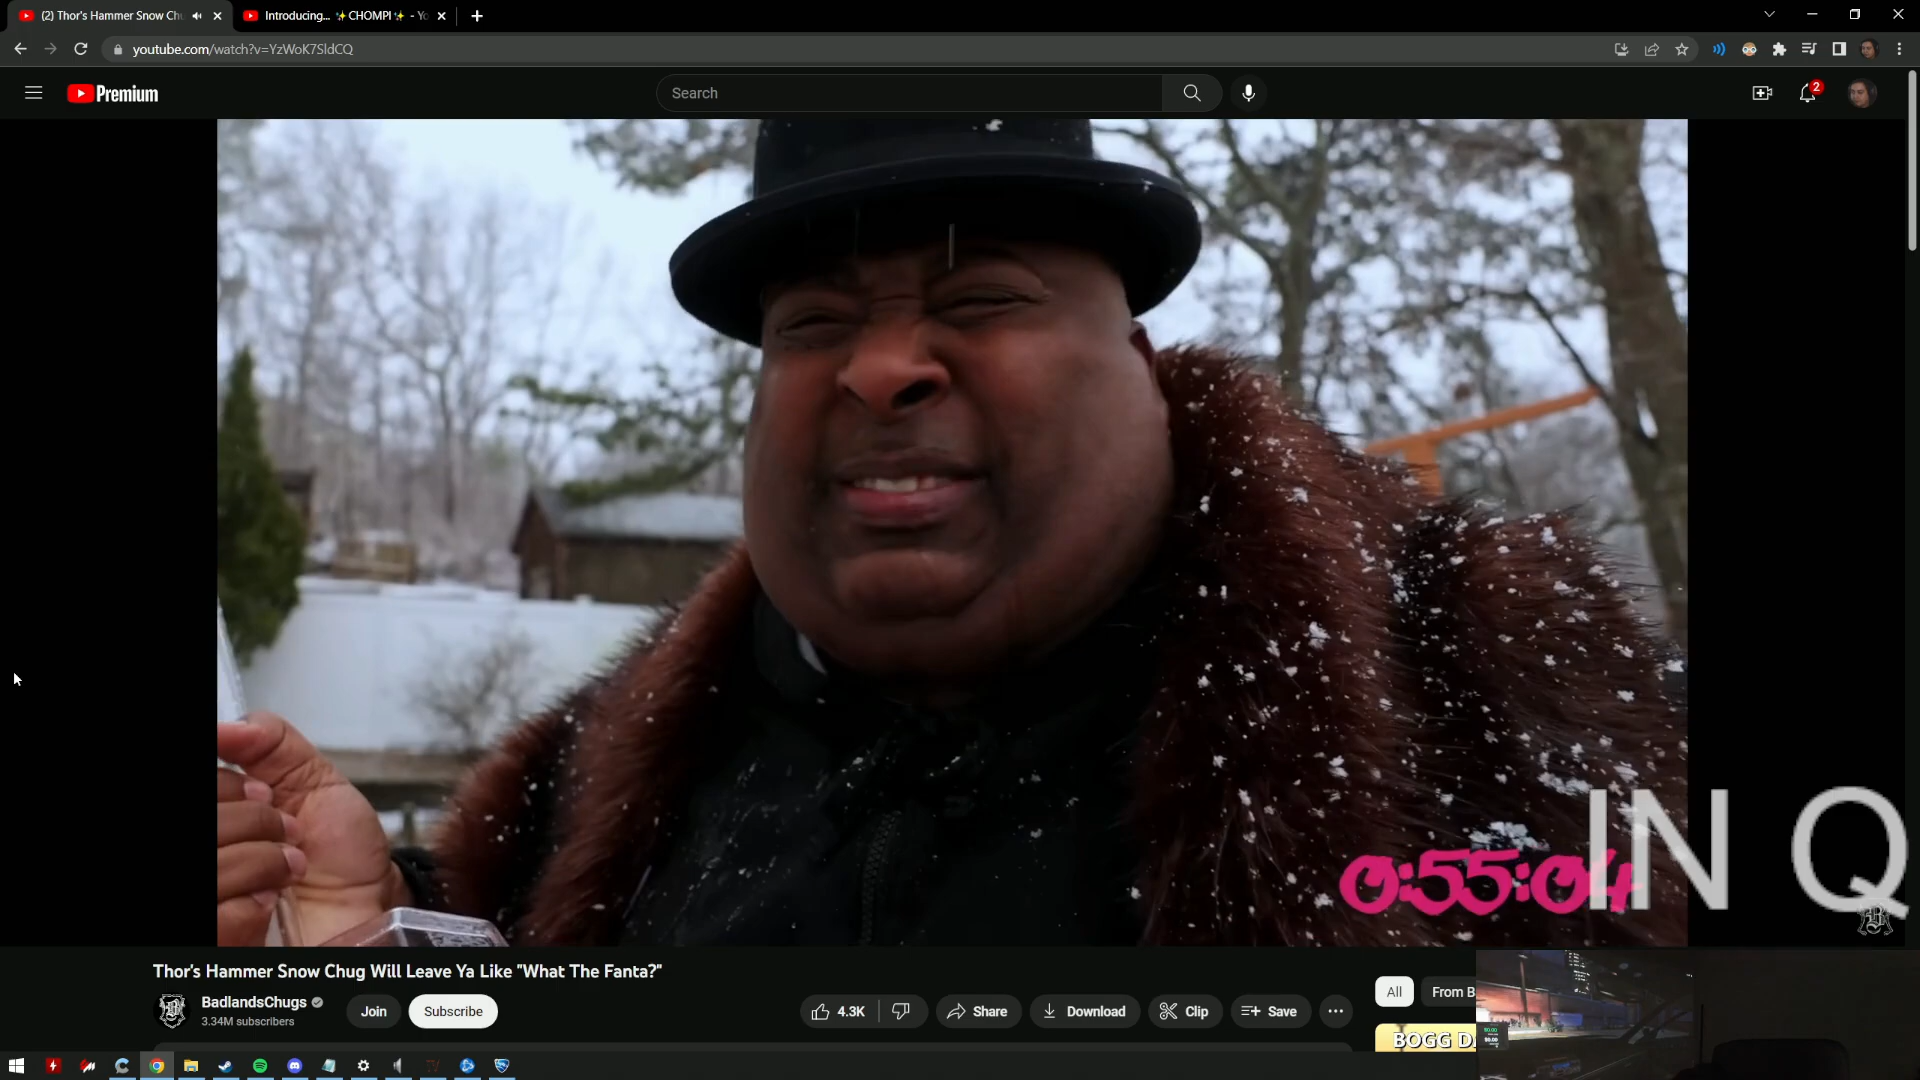 (2) Thor's Hammer Snow Ch
Introducing... ✨CHOMPI✨ - Yo
youtube.com/watch?v=YzWoK7SldCQ
Premium
Search
2
0:55:04
IN Q
Thor's Hammer Snow Chug Will Leave Ya Like "What The Fanta?"
BadlandsChugs
3.34M subscribers
Join
Subscribe
4.3K
Share
Download
Clip
Save
All
From B
BOGG D